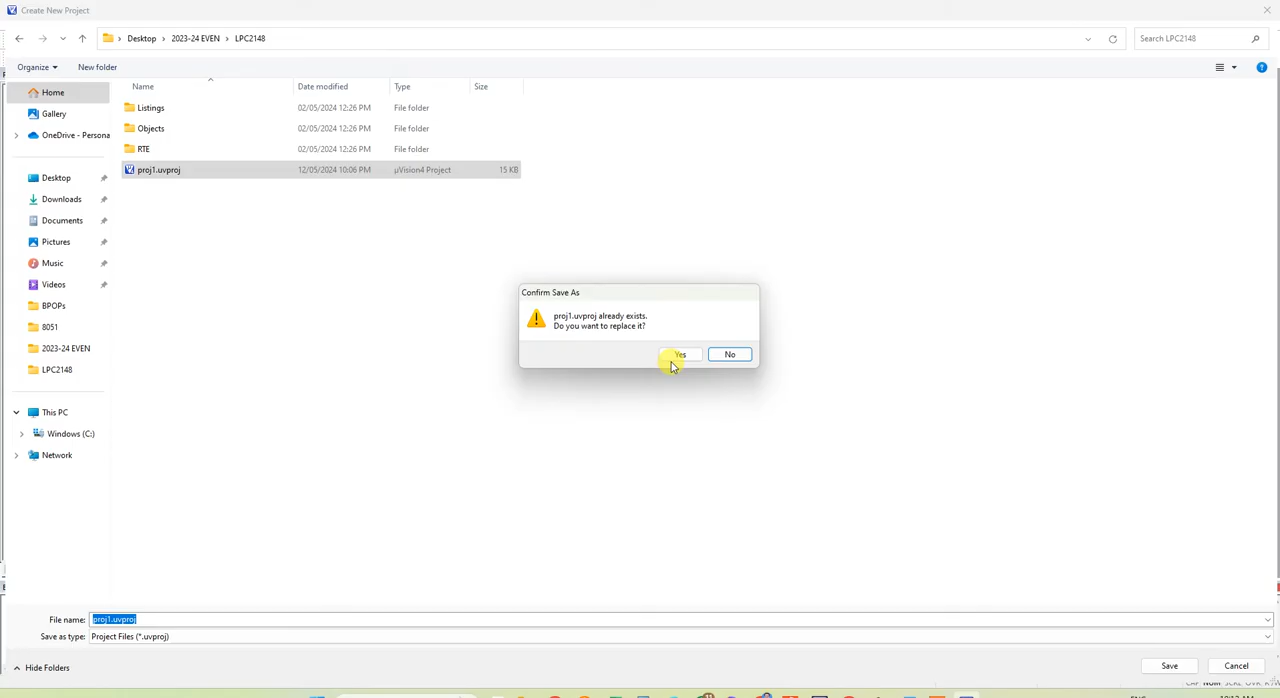 Create New Project
Desktop > 2023-24 EVEN > LPC2148
Search LPC2148
Organize
New folder
Name
Date modified
Type
Size
Home
Gallery
OneDrive - Persona
Desktop
Downloads
Documents
Pictures
Music
Videos
BPOPs
8051
2023-24 EVEN
LPC2148
This PC
Windows (C:)
Network
Listings 02/05/2024 12:26 PM File folder
Objects 02/05/2024 12:26 PM File folder
RTE 02/05/2024 12:26 PM File folder
proj1.uvproj 12/05/2024 10:06 PM µVision4 Project 15 KB
Confirm Save As
proj1.uvproj already exists.
Do you want to replace it?
Yes
No
File name: proj1.uvproj
Save as type: Project Files (*.uvproj)
Hide Folders
Save
Cancel